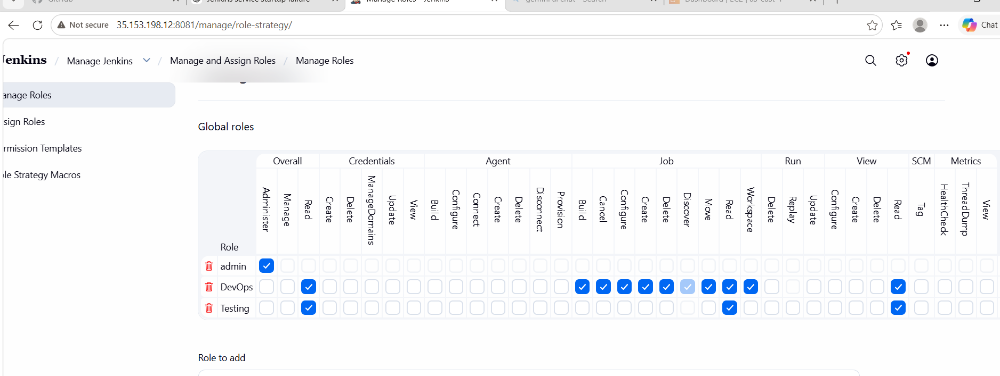 GitHub
Jenkins service startup failure
Manage Roles - Jenkins
gemini ai chat - Search
Dashboard | EC2 | us-east-1
Not secure 35.153.198.12:8081/manage/role-strategy/
Chat
Jenkins / Manage Jenkins / Manage and Assign Roles / Manage Roles
anage Roles
sign Roles
rmission Templates
le Strategy Macros
Global roles
Overall Credentials Agent Job Run View SCM Metrics
Role Administer Manage Read Create Delete ManageDomains Update View Build Configure Connect Create Delete Disconnect Provision Build Cancel Configure Create Delete Discover Move Read Workspace Delete Replay Update Configure Create Delete Read Tag HealthCheck ThreadDump View
admin
DevOps
Testing
Role to add